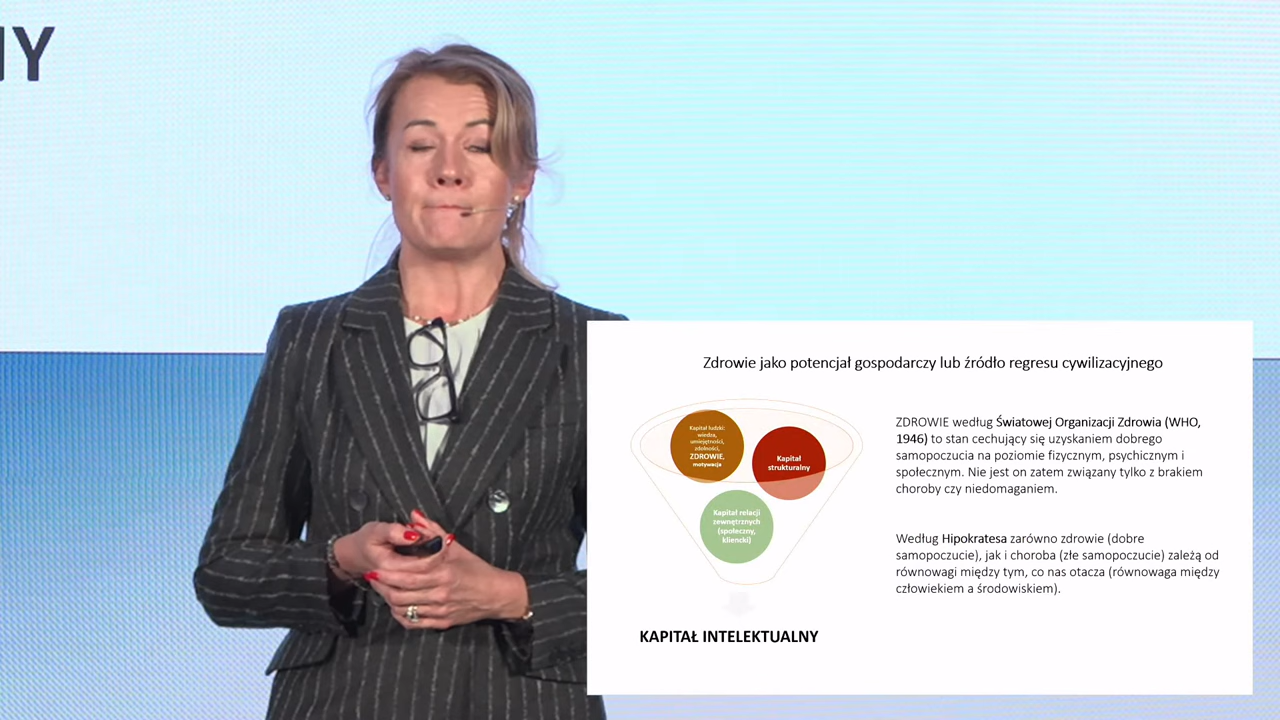 NY
Zdrowie jako potencjał gospodarczy lub źródło regresu cywilizacyjnego
Kapitał ludzki:
wiedza,
umiejętności,
zdolności,
ZDROWIE,
motywacja
Kapitał
strukturalny
Kapitał relacji
zewnętrznych
(społeczny,
kliencki)
KAPITAŁ INTELEKTUALNY
ZDROWIE według Światowej Organizacji Zdrowia (WHO,
1946) to stan cechujący się uzyskaniem dobrego
samopoczucia na poziomie fizycznym, psychicznym i
społecznym. Nie jest on zatem związany tylko z brakiem
choroby czy niedomaganiem.
Według Hipokratesa zarówno zdrowie (dobre
samopoczucie), jak i choroba (złe samopoczucie) zależą od
równowagi między tym, co nas otacza (równowaga między
człowiekiem a środowiskiem).